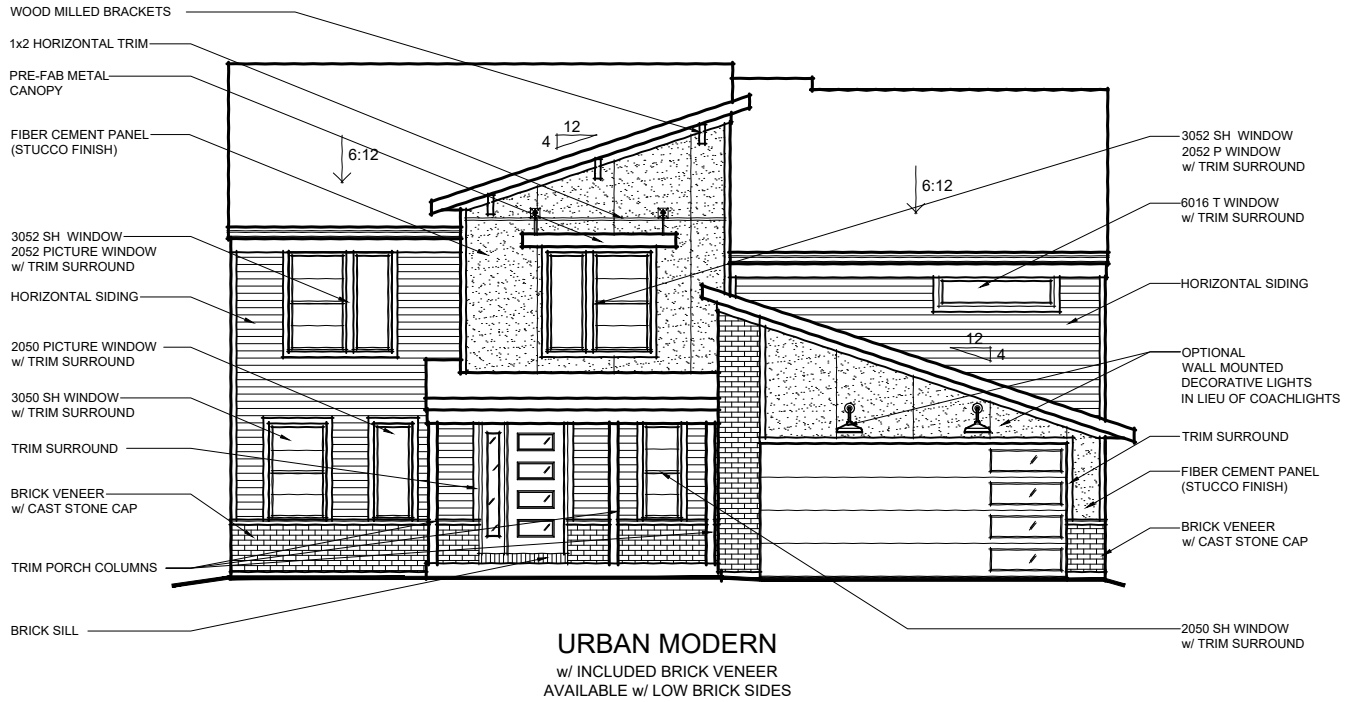 WOOD MILLED BRACKETS
1x2 HORIZONTAL TRIM
PRE-FAB METAL
CANOPY
FIBER CEMENT PANEL
(STUCCO FINISH)
3052 SH WINDOW
2052 PICTURE WINDOW
w/ TRIM SURROUND
HORIZONTAL SIDING
2050 PICTURE WINDOW
w/ TRIM SURROUND
3050 SH WINDOW
w/ TRIM SURROUND
TRIM SURROUND
BRICK VENEER
w/ CAST STONE CAP
TRIM PORCH COLUMNS
BRICK SILL
6:12
12
4
6:12
12
4
3052 SH WINDOW
2052 P WINDOW
w/ TRIM SURROUND
6016 T WINDOW
w/ TRIM SURROUND
HORIZONTAL SIDING
OPTIONAL
WALL MOUNTED
DECORATIVE LIGHTS
IN LIEU OF COACHLIGHTS
TRIM SURROUND
FIBER CEMENT PANEL
(STUCCO FINISH)
BRICK VENEER
w/ CAST STONE CAP
2050 SH WINDOW
w/ TRIM SURROUND
URBAN MODERN
w/ INCLUDED BRICK VENEER
AVAILABLE w/ LOW BRICK SIDES